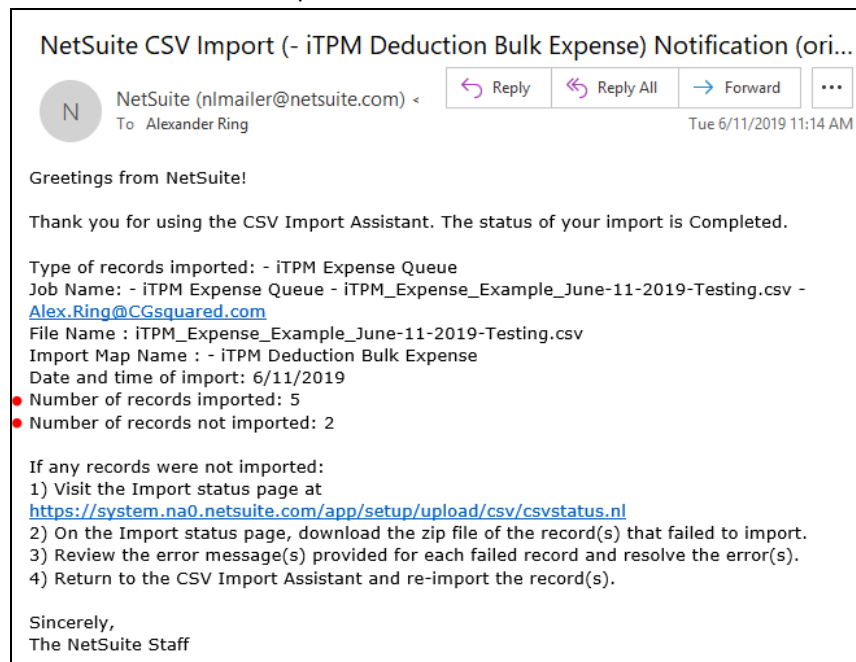 NetSuite CSV Import (- iTPM Deduction Bulk Expense) Notification (ori...
N
NetSuite (nlmailer@netsuite.com) <
Reply
Reply All
Forward
...
To Alexander Ring
Tue 6/11/2019 11:14 AM
Greetings from NetSuite!
Thank you for using the CSV Import Assistant. The status of your import is Completed.
Type of records imported: - iTPM Expense Queue
Job Name: - iTPM Expense Queue - iTPM_Expense_Example_June-11-2019-Testing.csv -
Alex.Ring@CGsquared.com
File Name : iTPM_Expense_Example_June-11-2019-Testing.csv
Import Map Name : - iTPM Deduction Bulk Expense
Date and time of import: 6/11/2019
Number of records imported: 5
Number of records not imported: 2
If any records were not imported:
1) Visit the Import status page at
https://system.na0.netsuite.com/app/setup/upload/csv/csvstatus.nl
2) On the Import status page, download the zip file of the record(s) that failed to import.
3) Review the error message(s) provided for each failed record and resolve the error(s).
4) Return to the CSV Import Assistant and re-import the record(s).
Sincerely,
The NetSuite Staff